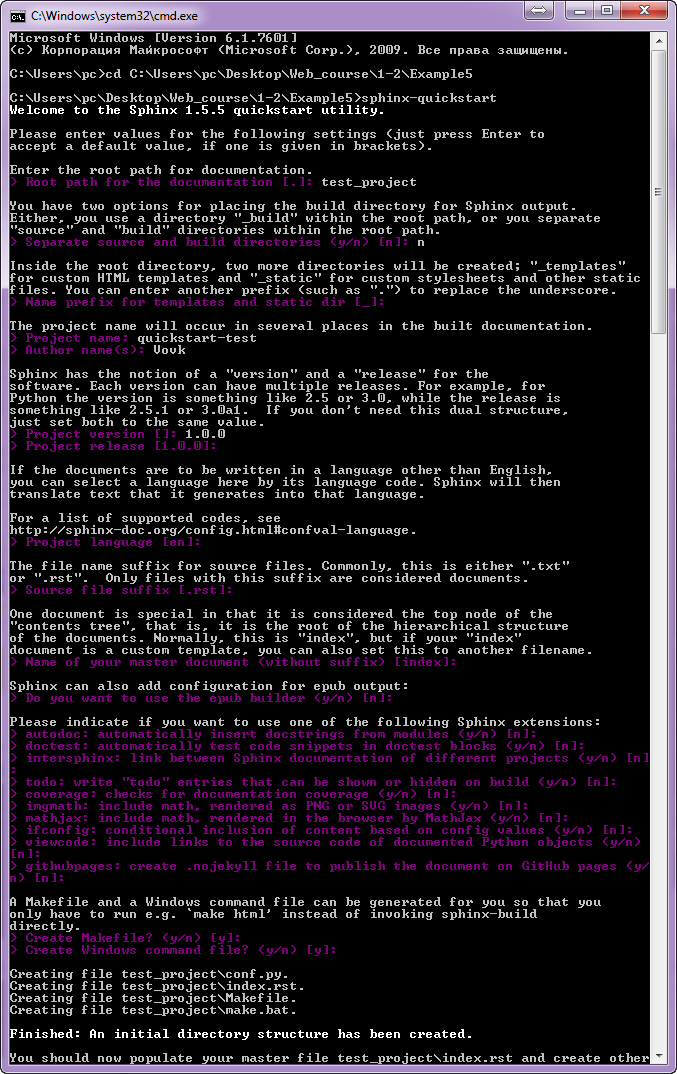 C:\Windows\system32\cmd.exe
Microsoft Windows [Version 6.1.7601]
(c) Корпорация Майкрософт (Microsoft Corp.), 2009. Все права защищены.
C:\Users\pc>cd C:\Users\pc\Desktop\Web_course\1-2\Example5
C:\Users\pc\Desktop\Web_course\1-2\Example5>sphinx-quickstart
Welcome to the Sphinx 1.5.5 quickstart utility.
Please enter values for the following settings (just press Enter to
accept a default value, if one is given in brackets).
Enter the root path for documentation.
> Root path for the documentation [.]: test_project
You have two options for placing the build directory for Sphinx output.
Either, you use a directory "_build" within the root path, or you separate
"source" and "build" directories within the root path.
> Separate source and build directories (y/n) [n]: n
Inside the root directory, two more directories will be created; "_templates"
for custom HTML templates and "_static" for custom stylesheets and other static
files. You can enter another prefix (such as ".") to replace the underscore.
> Name prefix for templates and static dir [_]:
The project name will occur in several places in the built documentation.
> Project name: quickstart-test
> Author name(s): Vovk
Sphinx has the notion of a "version" and a "release" for the
software. Each version can have multiple releases. For example, for
Python the version is something like 2.5 or 3.0, while the release is
something like 2.5.1 or 3.0a1.  If you don't need this dual structure,
just set both to the same value.
> Project version []: 1.0.0
> Project release [1.0.0]:
If the documents are to be written in a language other than English,
you can select a language here by its language code. Sphinx will then
translate text that it generates into that language.
For a list of supported codes, see
http://sphinx-doc.org/config.html#confval-language.
> Project language [en]:
The file name suffix for source files. Commonly, this is either ".txt"
or ".rst".  Only files with this suffix are considered documents.
> Source file suffix [.rst]:
One document is special in that it is considered the top node of the
"contents tree", that is, it is the root of the hierarchical structure
of the documents. Normally, this is "index", but if your "index"
document is a custom template, you can also set this to another filename.
> Name of your master document (without suffix) [index]:
Sphinx can also add configuration for epub output:
> Do you want to use the epub builder (y/n) [n]:
Please indicate if you want to use one of the following Sphinx extensions:
> autodoc: automatically insert docstrings from modules (y/n) [n]:
> doctest: automatically test code snippets in doctest blocks (y/n) [n]:
> intersphinx: link between Sphinx documentation of different projects (y/n) [n]
:
> todo: write "todo" entries that can be shown or hidden on build (y/n) [n]:
> coverage: checks for documentation coverage (y/n) [n]:
> imgmath: include math, rendered as PNG or SVG images (y/n) [n]:
> mathjax: include math, rendered in the browser by MathJax (y/n) [n]:
> ifconfig: conditional inclusion of content based on config values (y/n) [n]:
> viewcode: include links to the source code of documented Python objects (y/n)
[n]:
> githubpages: create .nojekyll file to publish the document on GitHub pages (y/
n) [n]:
A Makefile and a Windows command file can be generated for you so that you
only have to run e.g. `make html' instead of invoking sphinx-build
directly.
> Create Makefile? (y/n) [y]:
> Create Windows command file? (y/n) [y]:
Creating file test_project\conf.py.
Creating file test_project\index.rst.
Creating file test_project\Makefile.
Creating file test_project\make.bat.
Finished: An initial directory structure has been created.
You should now populate your master file test_project\index.rst and create other